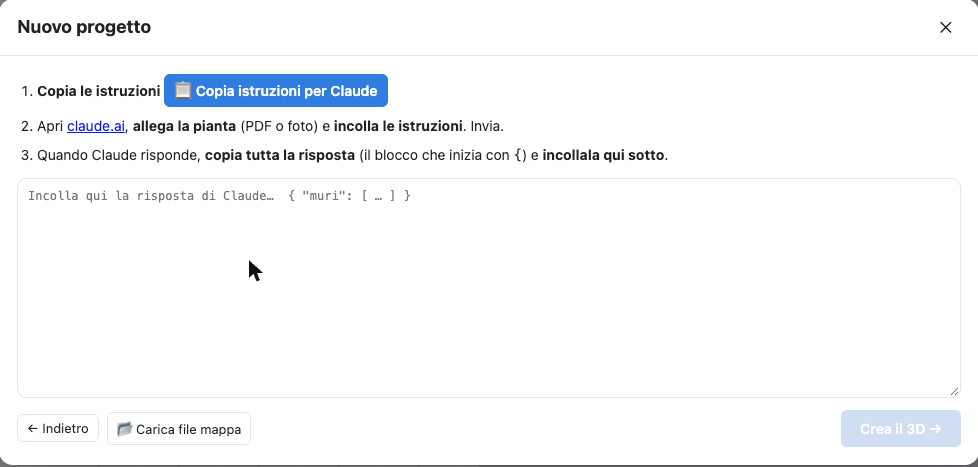 Nuovo progetto
1. Copia le istruzioni 📋 Copia istruzioni per Claude
2. Apri claude.ai, allega la pianta (PDF o foto) e incolla le istruzioni. Invia.
3. Quando Claude risponde, copia tutta la risposta (il blocco che inizia con {) e incollala qui sotto.
Incolla qui la risposta di Claude… { "muri": [ … ] }
← Indietro 📂 Carica file mappa Crea il 3D →